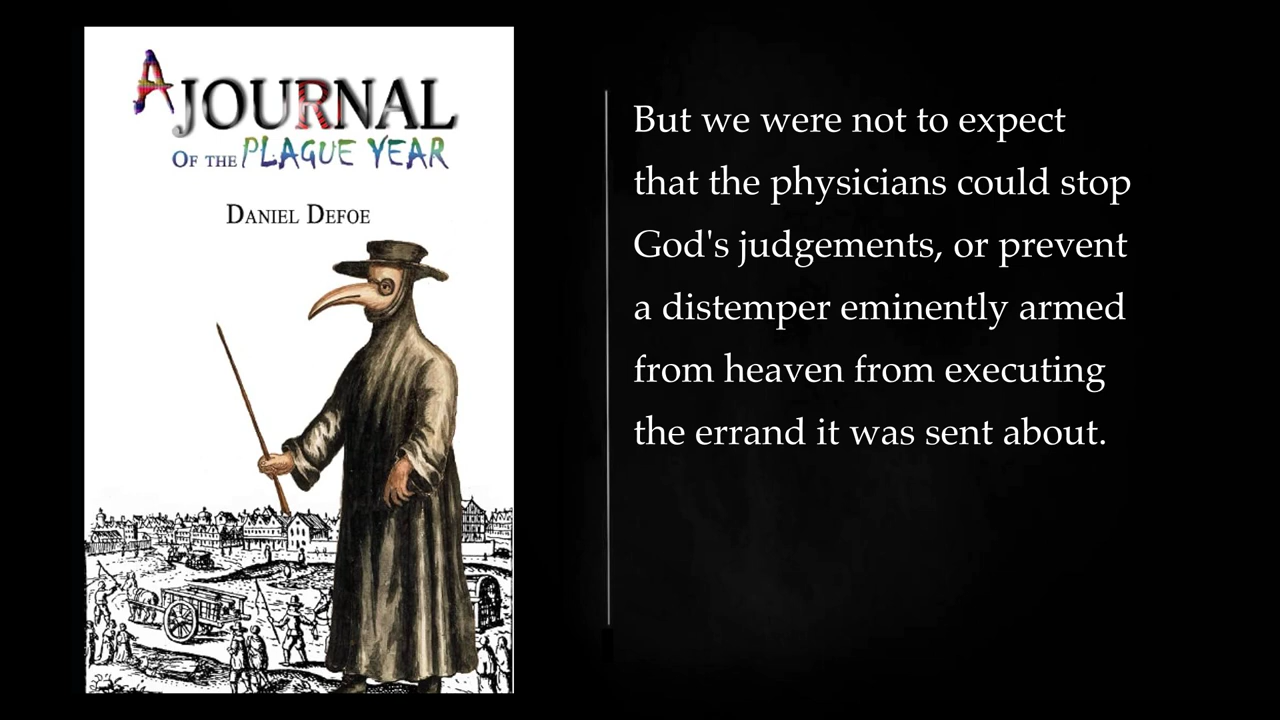 A JOURNAL
OF THE PLAGUE YEAR
DANIEL DEFOE
But we were not to expect
that the physicians could stop
God's judgements, or prevent
a distemper eminently armed
from heaven from executing
the errand it was sent about.